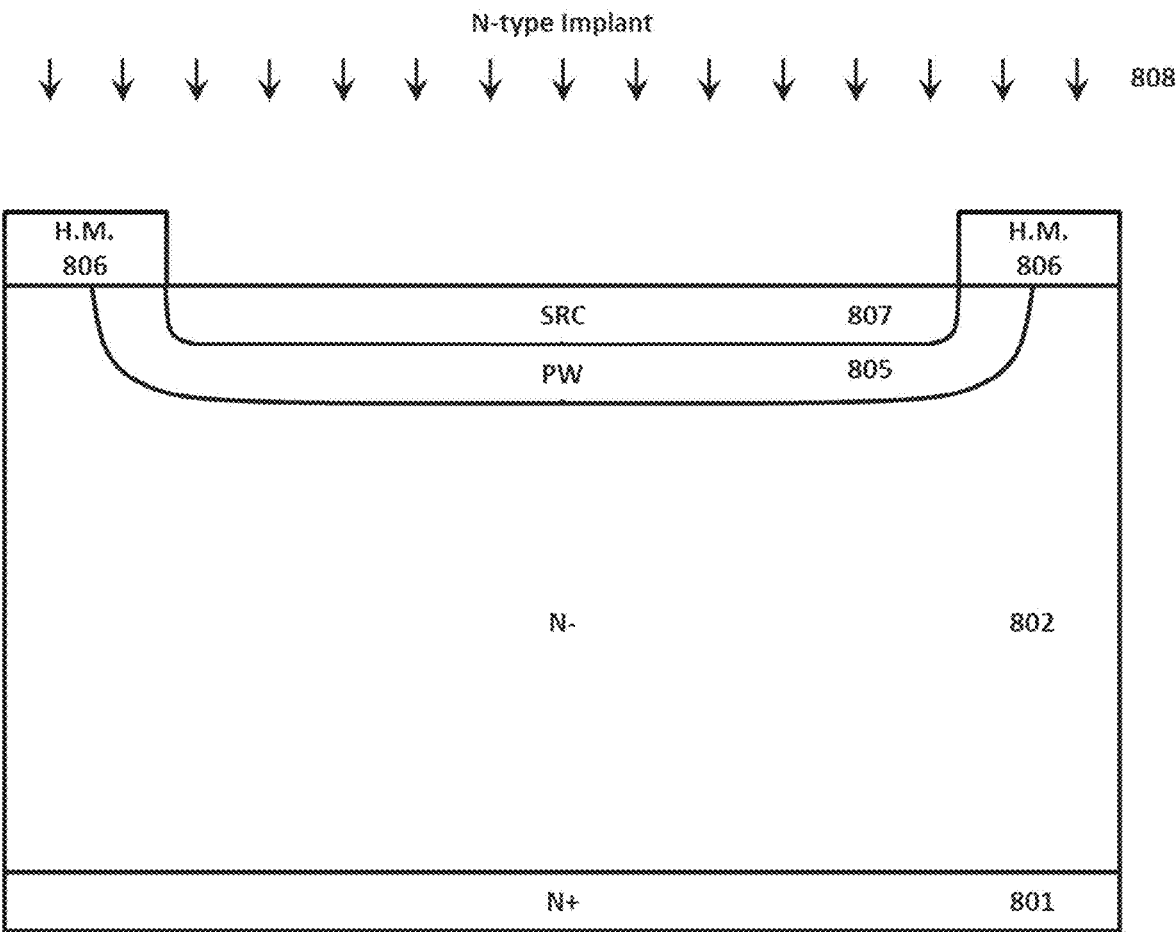 N-type Implant
808
H.M.
806
H.M.
806
SRC 807
PW 805
N- 802
N+ 801